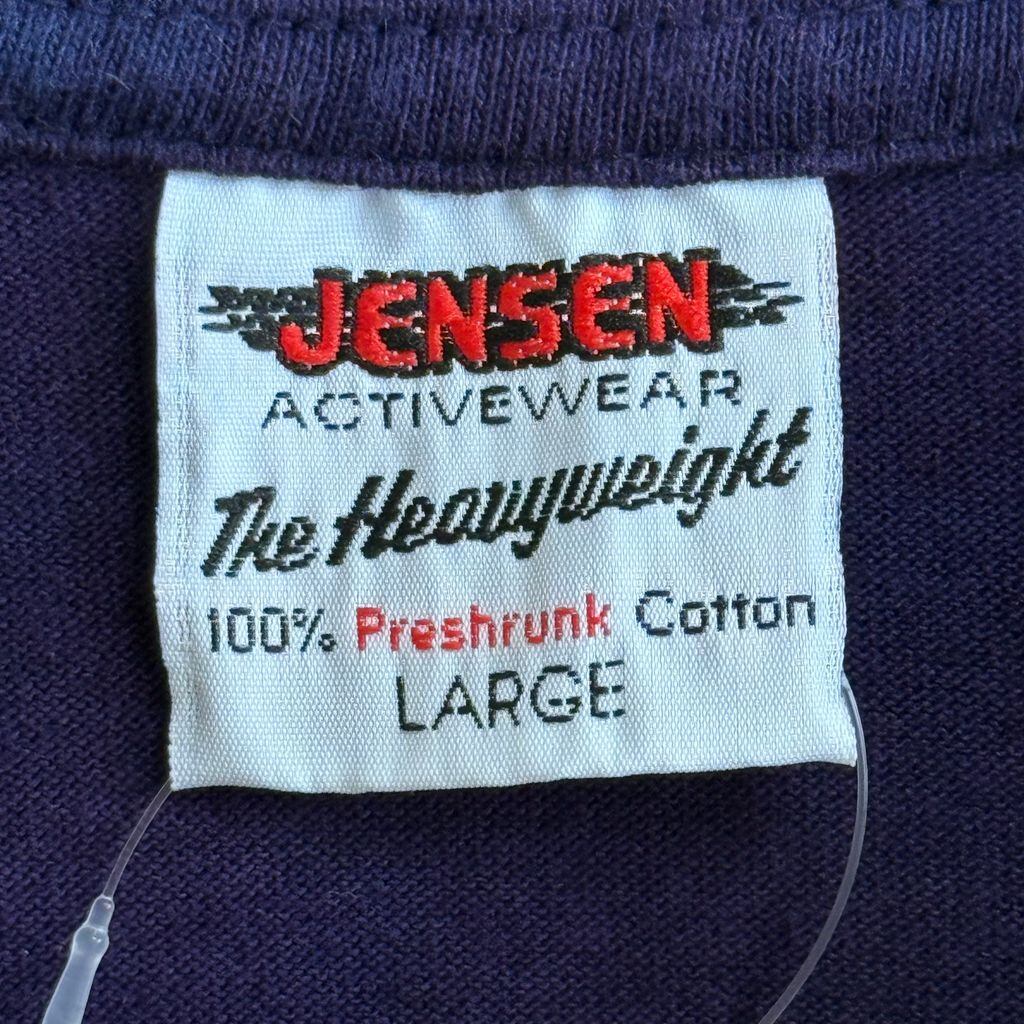 JENSEN
ACTIVEWEAR
The Heavyweight
100% Preshrunk Cotton
LARGE